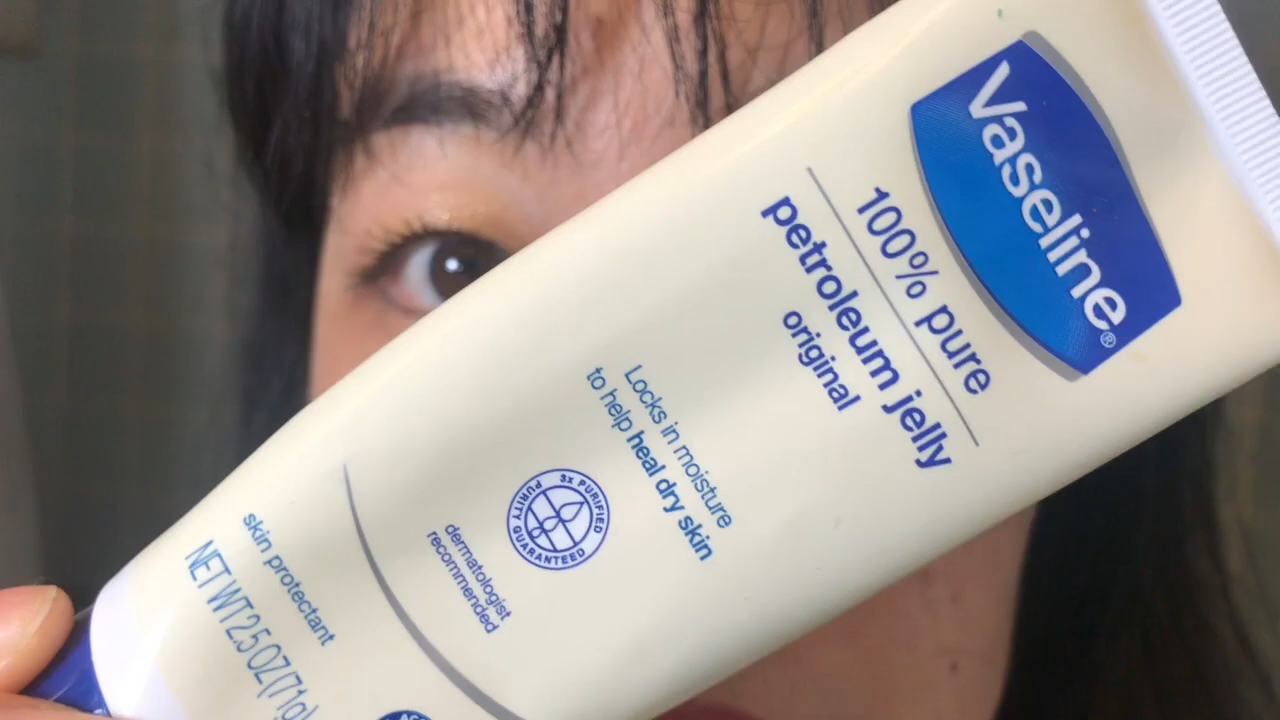 Vaseline®
100% pure
petroleum jelly
original
Locks in moisture
to help heal dry skin
3x PURIFIED
PURITY GUARANTEED
dermatologist
recommended
skin protectant
NET WT 2.5 OZ (71g)